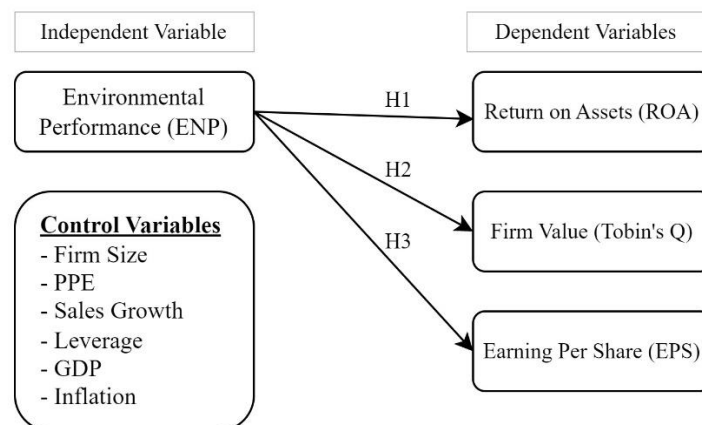 Independent Variable
Dependent Variables
Environmental
Performance (ENP)
H1
Return on Assets (ROA)
H2
Firm Value (Tobin's Q)
H3
Earning Per Share (EPS)
Control Variables
- Firm Size
- PPE
- Sales Growth
- Leverage
- GDP
- Inflation